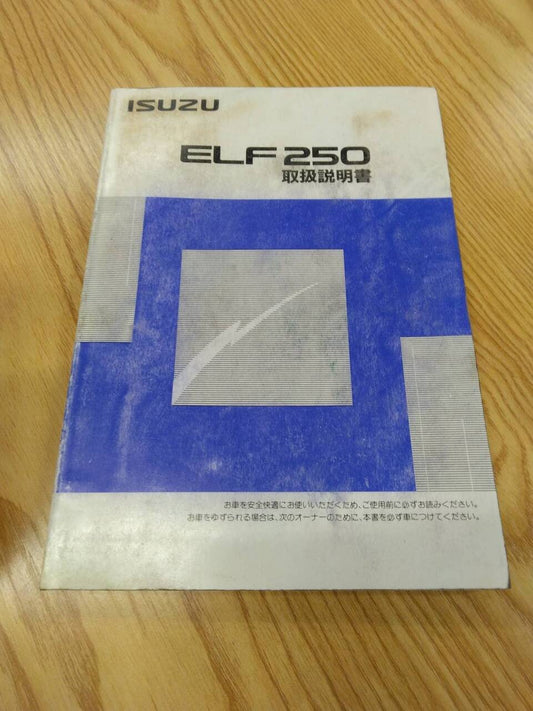 ISUZU
ELF 250
取扱説明書
お車を安全快適にお使いいただくため、ご使用前に必ずお読みください。
お車をゆずられる場合は、次のオーナーのために、本書を必ず車につけてください。